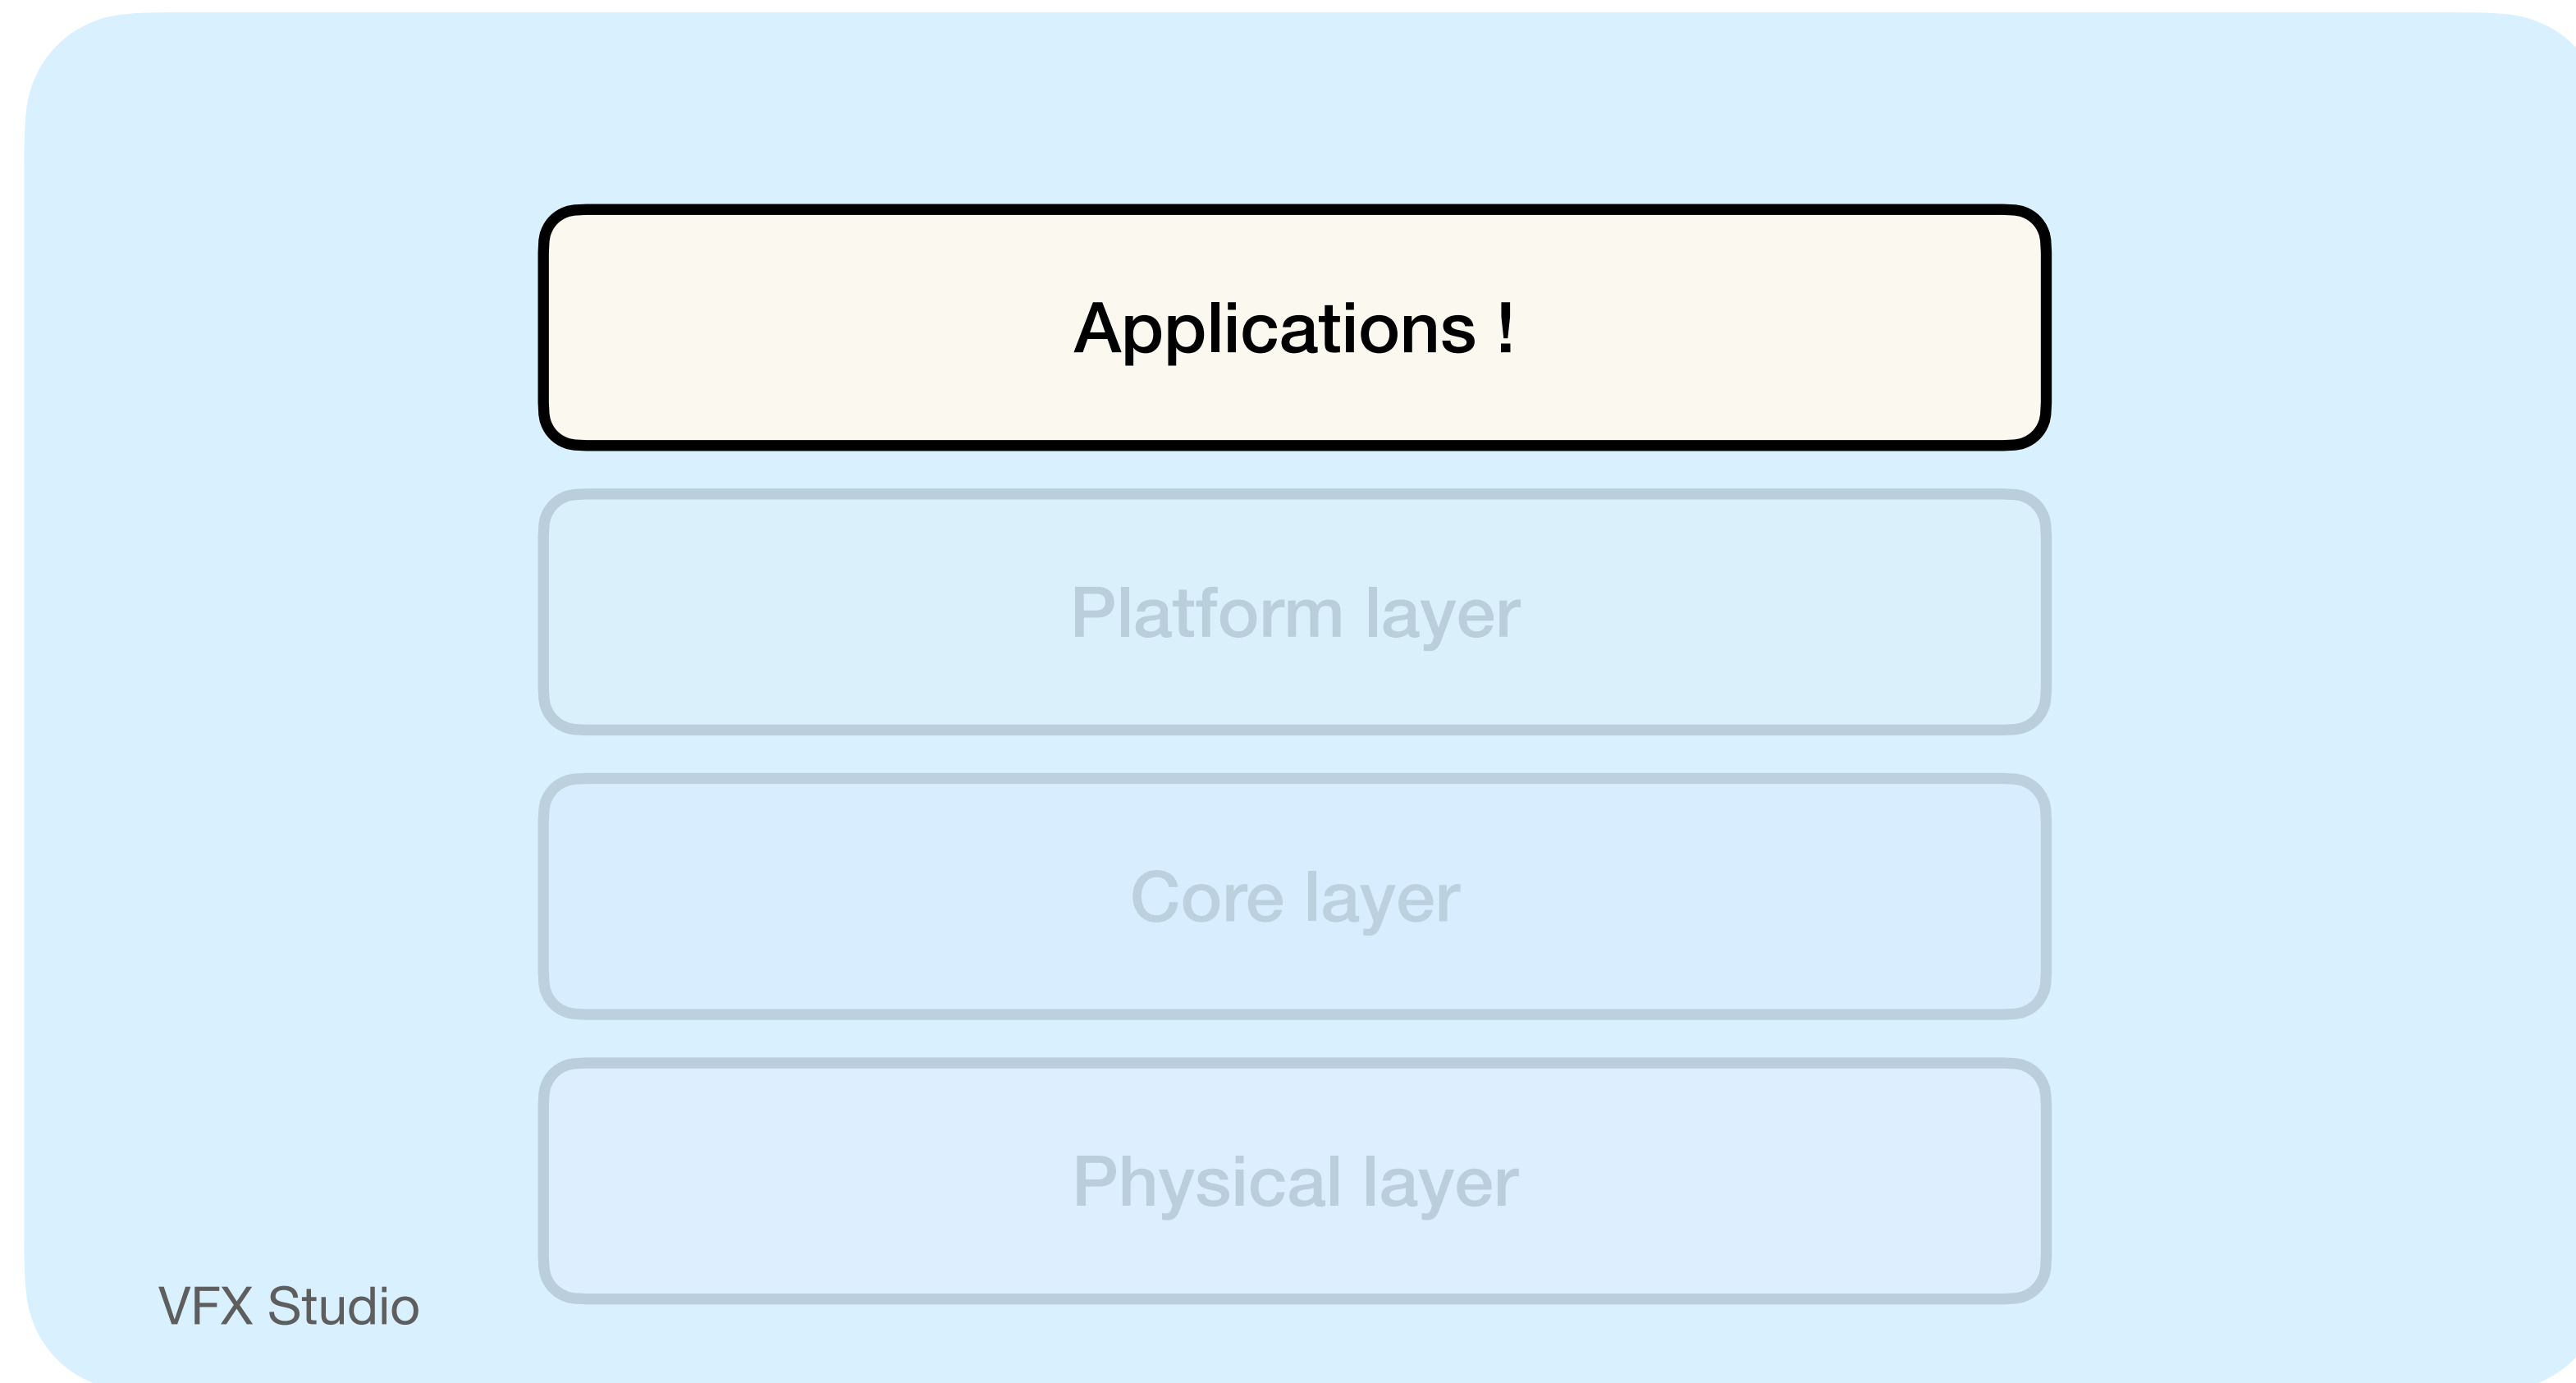 Applications !
Platform layer
Core layer
Physical layer
VFX Studio